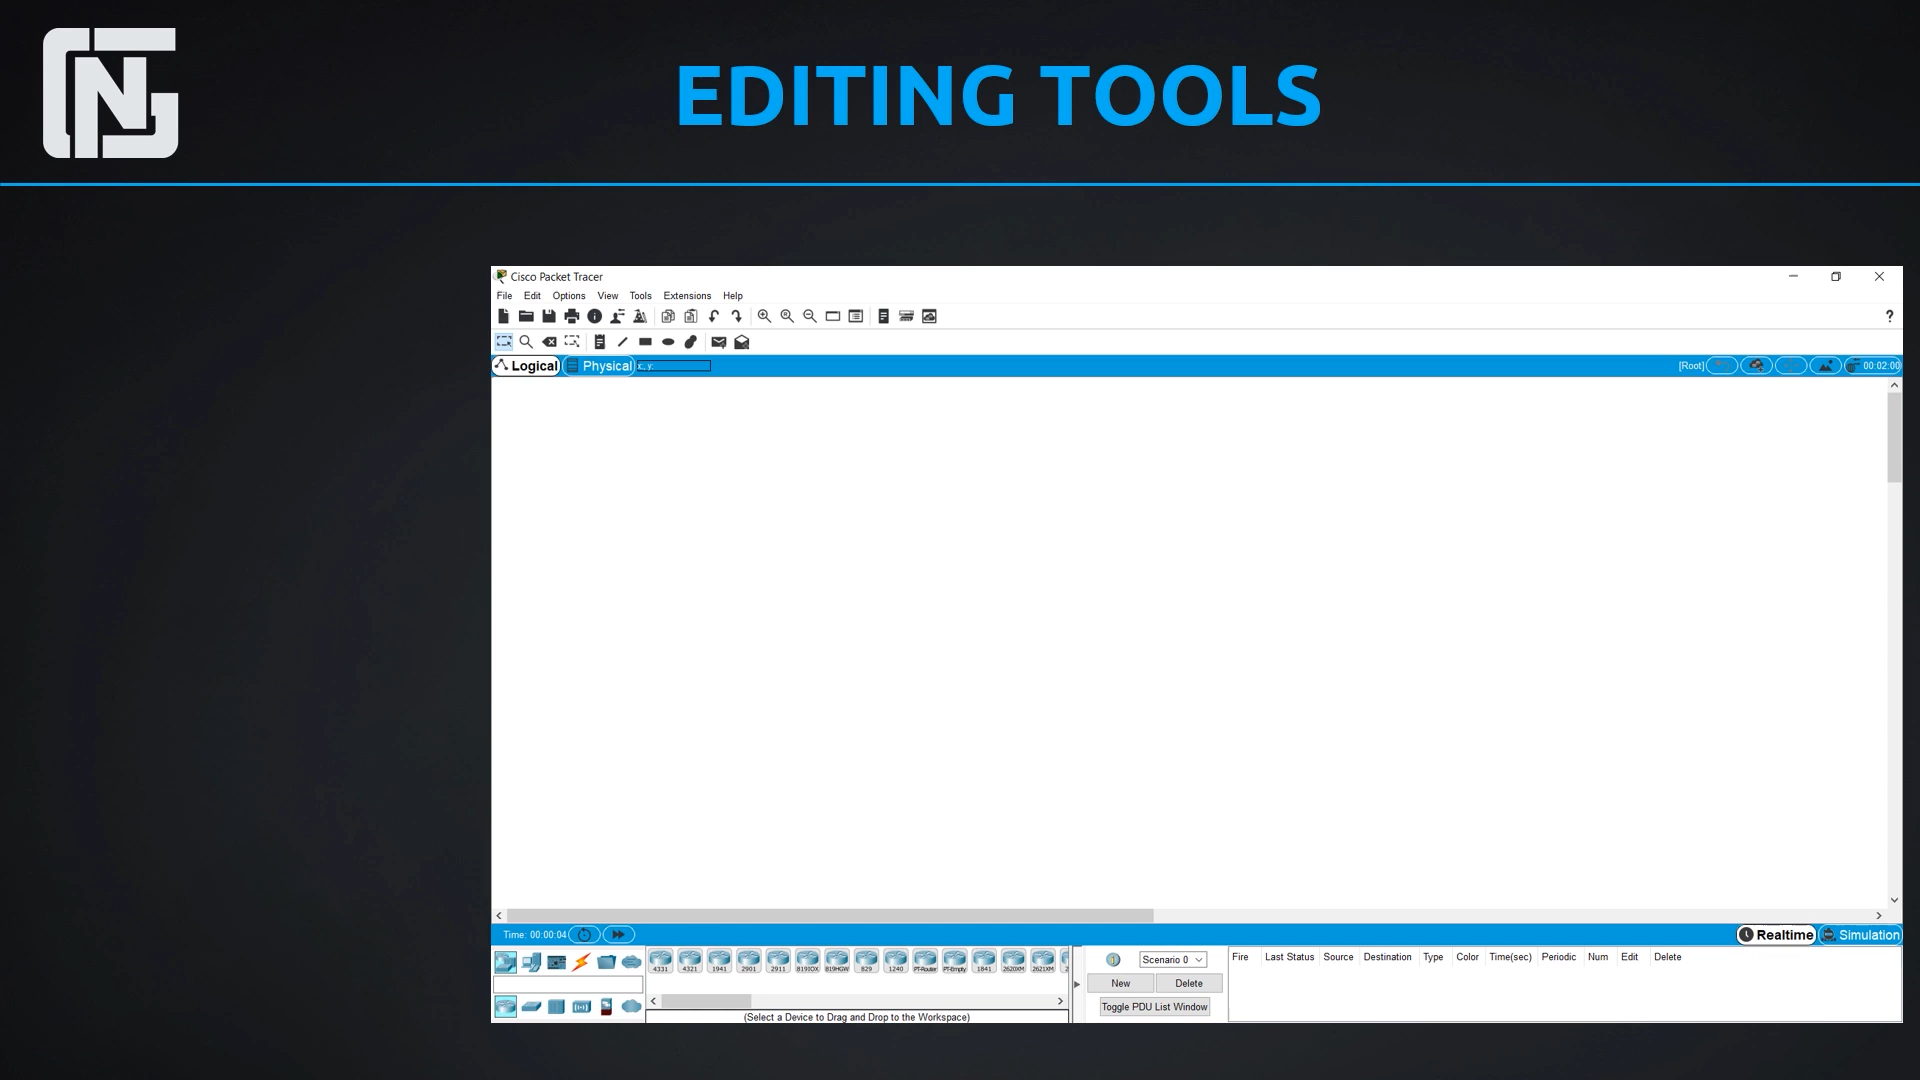 EDITING TOOLS
Cisco Packet Tracer
File Edit Options View Tools Extensions Help
?
Logical Physical x:, y: [Root] 00:02:00
Time: 00:00:04 Realtime Simulation
4331 4321 1941 2901 2911 819IOX 819HGW 829 1240 PT-Router PT-Empty 1841 2620XM 2621XM 2
Scenario 0 Fire Last Status Source Destination Type Color Time(sec) Periodic Num Edit Delete
New Delete
Toggle PDU List Window
(Select a Device to Drag and Drop to the Workspace)